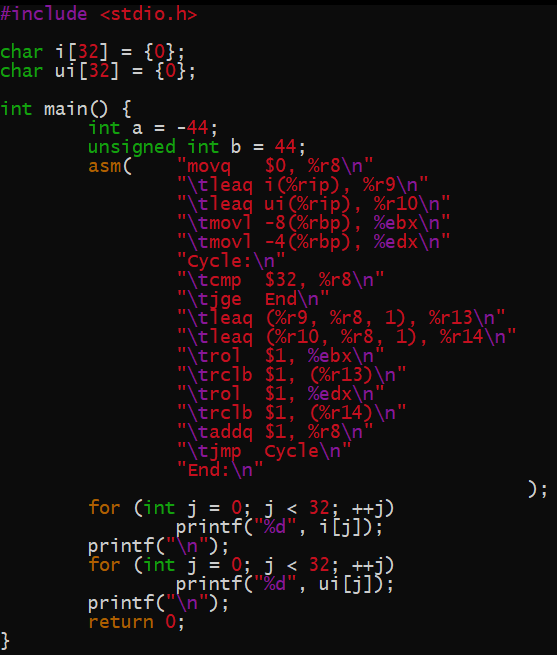 #include <stdio.h>

char i[32] = {0};
char ui[32] = {0};

int main() {
        int a = -44;
        unsigned int b = 44;
        asm(    "movq   $0, %r8\n"
                "\tleaq i(%rip), %r9\n"
                "\tleaq ui(%rip), %r10\n"
                "\tmovl -8(%rbp), %ebx\n"
                "\tmovl -4(%rbp), %edx\n"
                "Cycle:\n"
                "\tcmp  $32, %r8\n"
                "\tjge  End\n"
                "\tleaq (%r9, %r8, 1), %r13\n"
                "\tleaq (%r10, %r8, 1), %r14\n"
                "\trol  $1, %ebx\n"
                "\trclb $1, (%r13)\n"
                "\trol  $1, %edx\n"
                "\trclb $1, (%r14)\n"
                "\taddq $1, %r8\n"
                "\tjmp  Cycle\n"
                "End:\n"
                                                );
        for (int j = 0; j < 32; ++j)
                printf("%d", i[j]);
        printf("\n");
        for (int j = 0; j < 32; ++j)
                printf("%d", ui[j]);
        printf("\n");
        return 0;
}